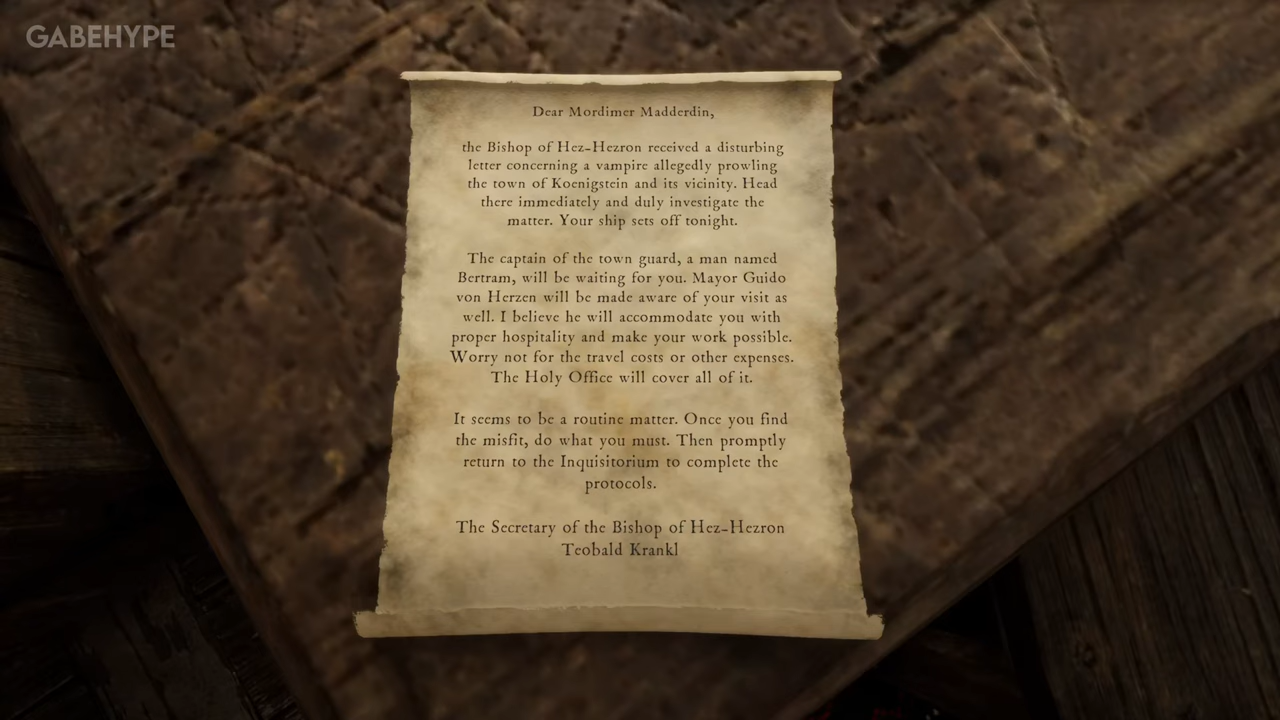 GABEHYPE
Dear Mordimer Madderdin,
the Bishop of Hez-Hezron received a disturbing
letter concerning a vampire allegedly prowling
the town of Koenigstein and its vicinity. Head
there immediately and duly investigate the
matter. Your ship sets off tonight.
The captain of the town guard, a man named
Bertram, will be waiting for you. Mayor Guido
von Herzen will be made aware of your visit as
well. I believe he will accommodate you with
proper hospitality and make your work possible.
Worry not for the travel costs or other expenses.
The Holy Office will cover all of it.
It seems to be a routine matter. Once you find
the misfit, do what you must. Then promptly
return to the Inquisitorium to complete the
protocols.
The Secretary of the Bishop of Hez-Hezron
Teobald Krankl